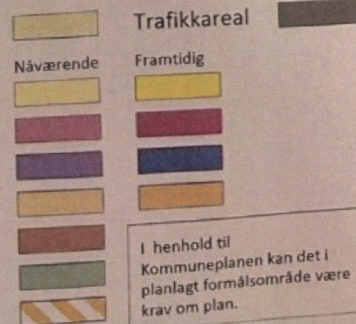 Trafikkareal
Nåværende Framtidig
I henhold til
Kommuneplanen kan det i
planlagt formålsområde være
krav om plan.